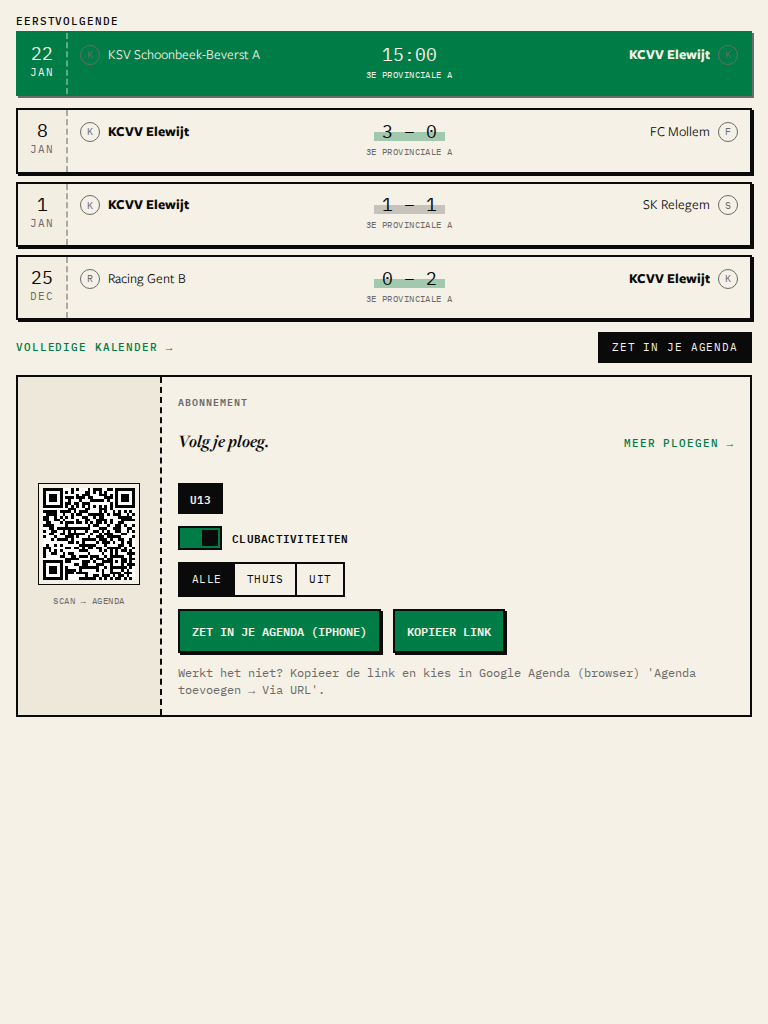 EERSTVOLGENDE
22 K KSV Schoonbeek-Beverst A 15:00 KCVV Elewijt K
JAN 3E PROVINCIALE A
8 K KCVV Elewijt 3 – 0 FC Mollem F
JAN 3E PROVINCIALE A
1 K KCVV Elewijt 1 – 1 SK Relegem S
JAN 3E PROVINCIALE A
25 R Racing Gent B 0 – 2 KCVV Elewijt K
DEC 3E PROVINCIALE A
VOLLEDIGE KALENDER → ZET IN JE AGENDA
ABONNEMENT
Volg je ploeg. MEER PLOEGEN →
U13
CLUBACTIVITEITEN
ALLE THUIS UIT
SCAN → AGENDA
ZET IN JE AGENDA (IPHONE) KOPIEER LINK
Werkt het niet? Kopieer de link en kies in Google Agenda (browser) 'Agenda
toevoegen → Via URL'.